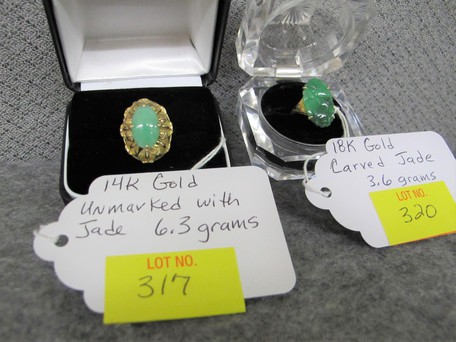 14K Gold
Unmarked with
Jade 6.3 grams
LOT NO.
317
18K Gold
Carved Jade
3.6 grams
LOT NO.
320